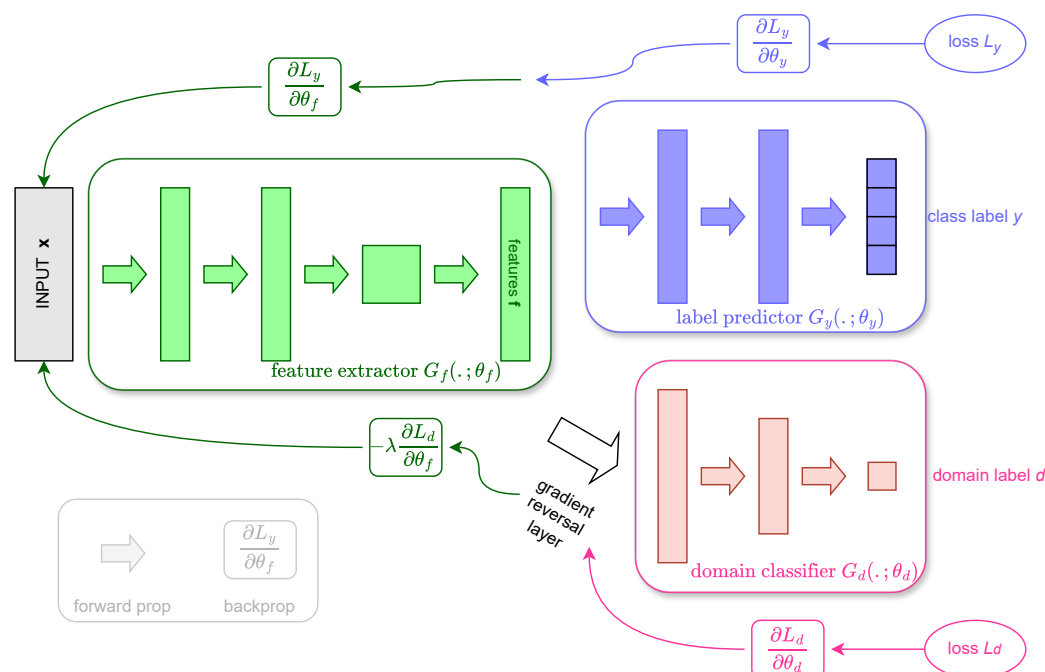 ∂L_y/∂θ_y
loss L_y
∂L_y/∂θ_f
INPUT x
features f
feature extractor G_f(.;θ_f)
class label y
label predictor G_y(.;θ_y)
−λ ∂L_d/∂θ_f
gradient
reversal
layer
domain label d
domain classifier G_d(.;θ_d)
∂L_y/∂θ_f
forward prop
backprop
∂L_d/∂θ_d
loss L_d